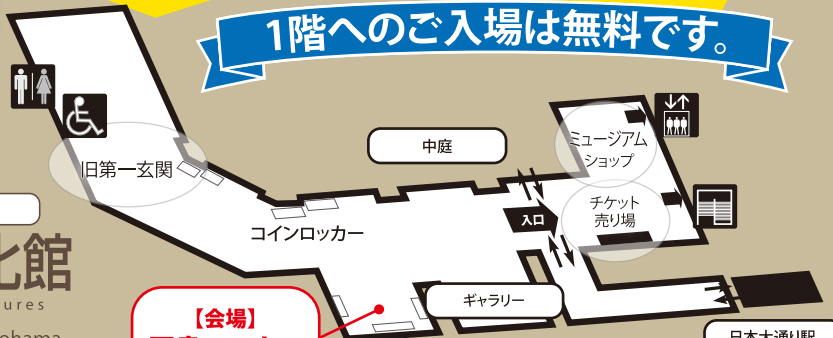 1階へのご入場は無料です。
中庭
ミュージアム
ショップ
旧第一玄関
チケット
売り場
入口
コインロッカー
館
ures
ギャラリー
【会場】
日本大通り駅